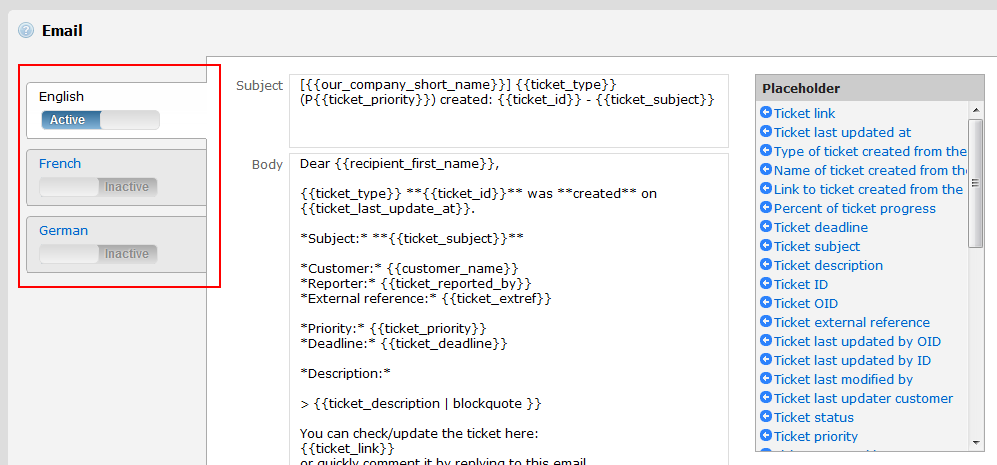 Email
English
Active
French
Inactive
German
Inactive
Subject
[{{our_company_short_name}}] {{ticket_type}}
(P{{ticket_priority}}) created: {{ticket_id}} - {{ticket_subject}}
Body
Dear {{recipient_first_name}},
{{ticket_type}} **{{ticket_id}}** was **created** on
{{ticket_last_update_at}}.
*Subject:* **{{ticket_subject}}**
*Customer:* {{customer_name}}
*Reporter:* {{ticket_reported_by}}
*External reference:* {{ticket_extref}}
*Priority:* {{ticket_priority}}
*Deadline:* {{ticket_deadline}}
*Description:*
> {{ticket_description | blockquote }}
You can check/update the ticket here:
{{ticket_link}}
or quickly comment it by replying to this email
Placeholder
Ticket link
Ticket last updated at
Type of ticket created from the
Name of ticket created from the
Link to ticket created from the
Percent of ticket progress
Ticket deadline
Ticket subject
Ticket description
Ticket ID
Ticket OID
Ticket external reference
Ticket last updated by OID
Ticket last updated by ID
Ticket last modified by
Ticket last updater customer
Ticket status
Ticket priority